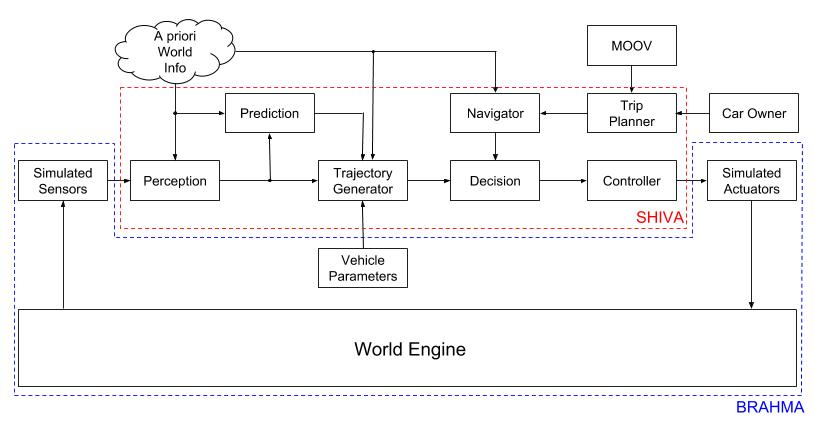 A priori
World
Info
MOOV
Prediction
Navigator
Trip
Planner
Car Owner
Simulated
Sensors
Perception
Trajectory
Generator
Decision
Controller
Simulated
Actuators
SHIVA
Vehicle
Parameters
World Engine
BRAHMA